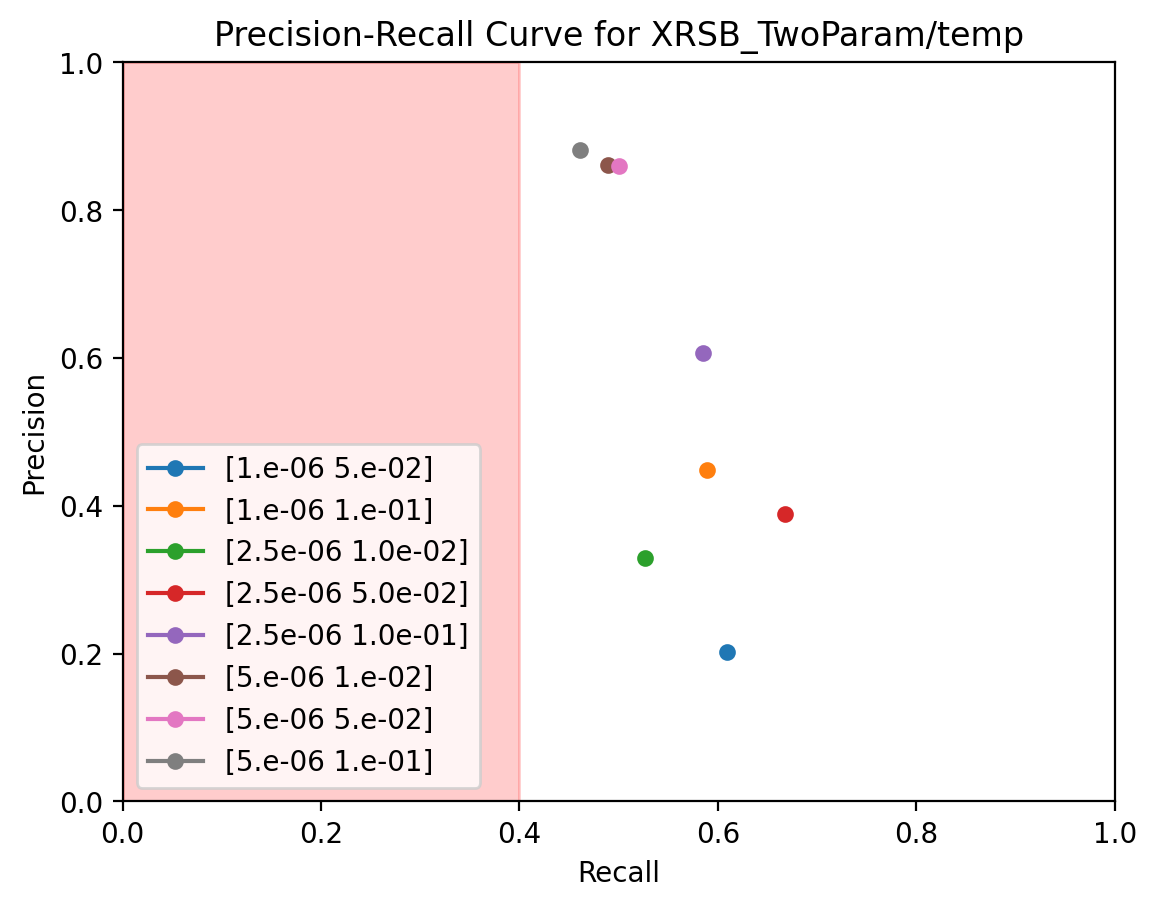 Precision-Recall Curve for XRSB_TwoParam/temp
1.0
0.8
0.6
0.4
0.2
0.0
Precision
[1.e-06 5.e-02]
[1.e-06 1.e-01]
[2.5e-06 1.0e-02]
[2.5e-06 5.0e-02]
[2.5e-06 1.0e-01]
[5.e-06 1.e-02]
[5.e-06 5.e-02]
[5.e-06 1.e-01]
0.0 0.2 0.4 0.6 0.8 1.0
Recall